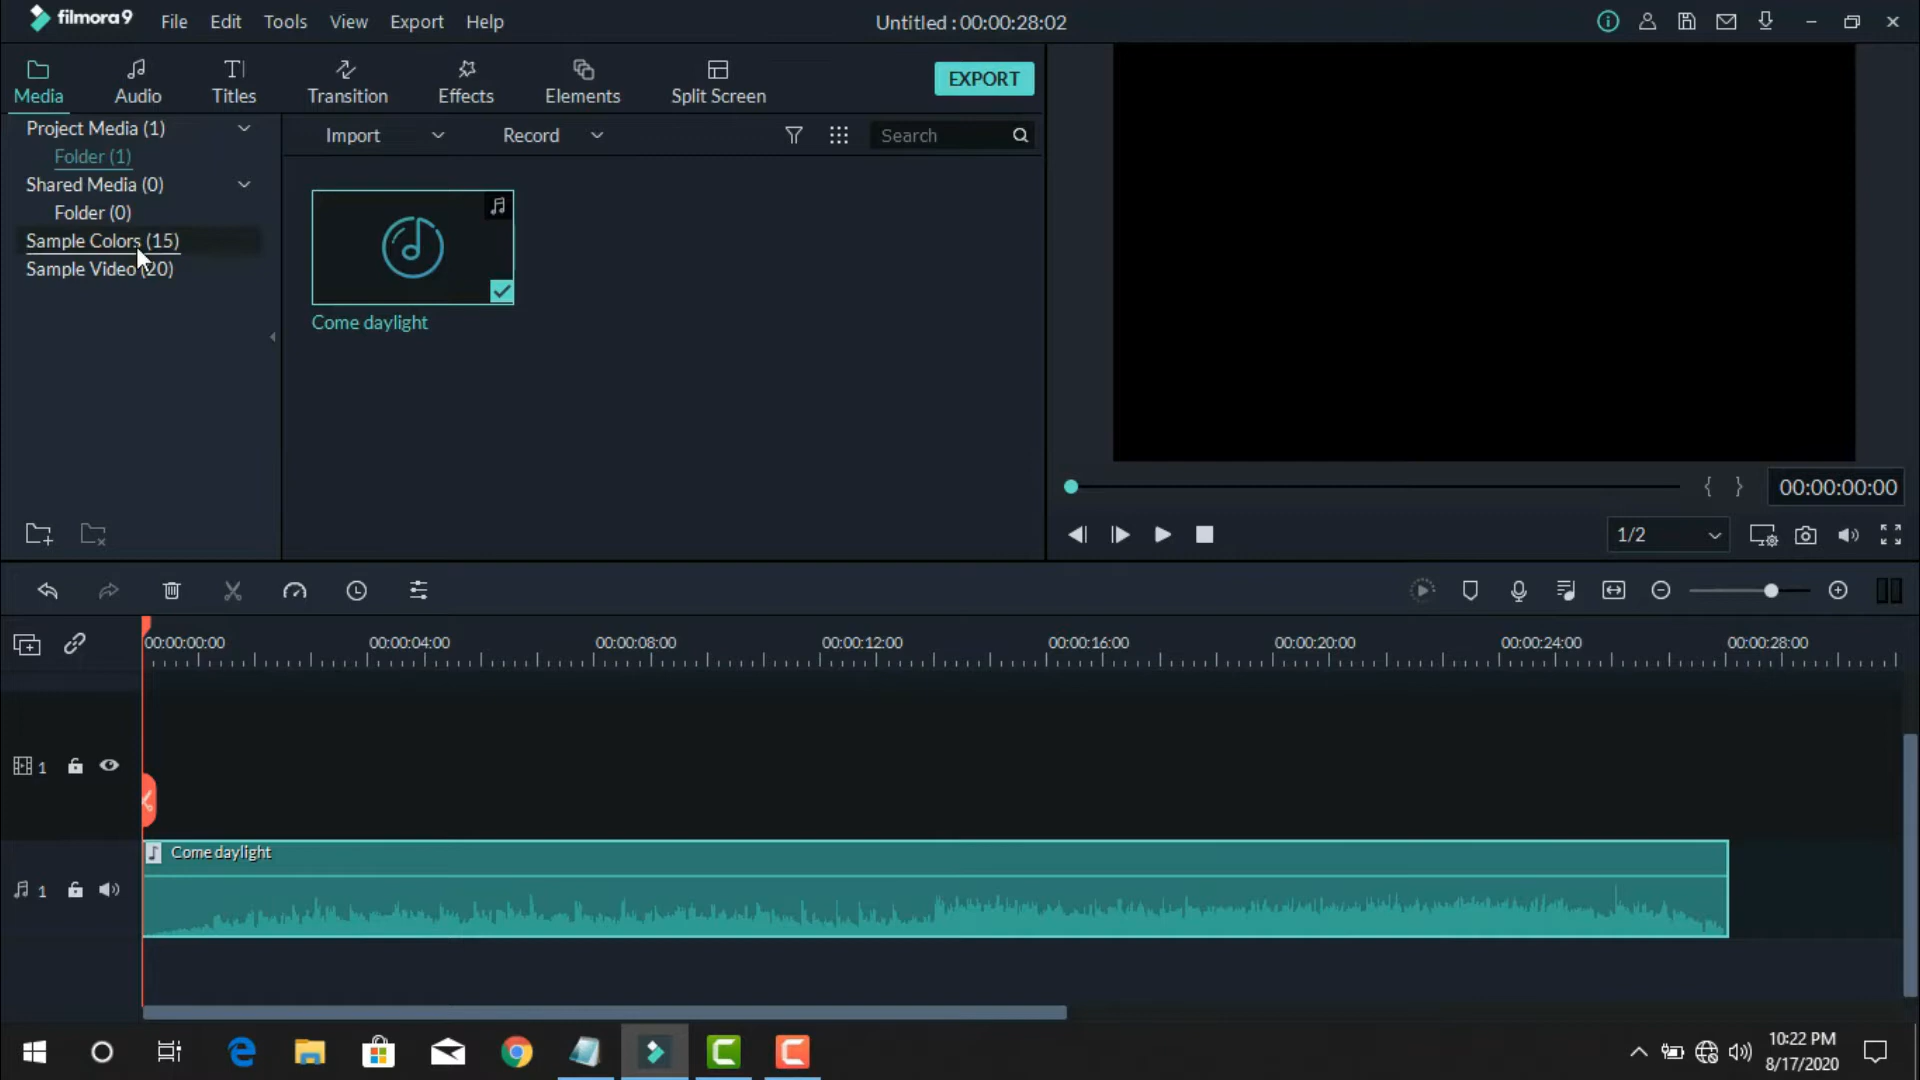 filmora9 File Edit Tools View Export Help Untitled : 00:00:28:02
Media Audio Titles Transition Effects Elements Split Screen EXPORT
Project Media (1)
Folder (1)
Shared Media (0)
Folder (0)
Sample Colors (15)
Sample Video (20)
Import Record Search
Come daylight
00:00:00:00
1/2
00:00:00:00 00:00:04:00 00:00:08:00 00:00:12:00 00:00:16:00 00:00:20:00 00:00:24:00 00:00:28:00
1
Come daylight
1
10:22 PM
8/17/2020